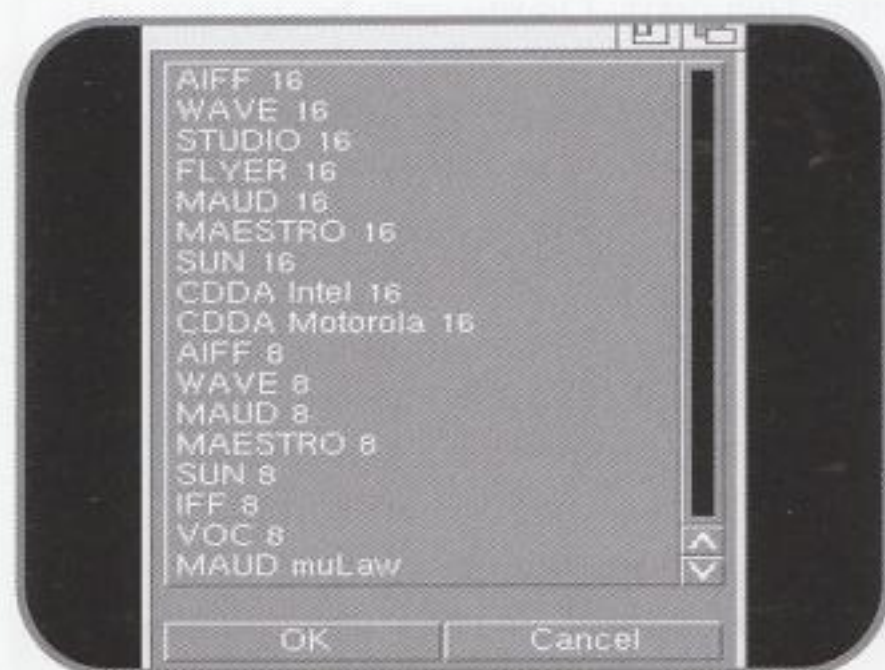 AIFF 16
WAVE 16
STUDIO 16
FLYER 16
MAUD 16
MAESTRO 16
SUN 16
CDDA Intel 16
CDDA Motorola 16
AIFF 8
WAVE 8
MAUD 8
MAESTRO 8
SUN 8
IFF 8
VOC 8
MAUD muLaw
OK Cancel